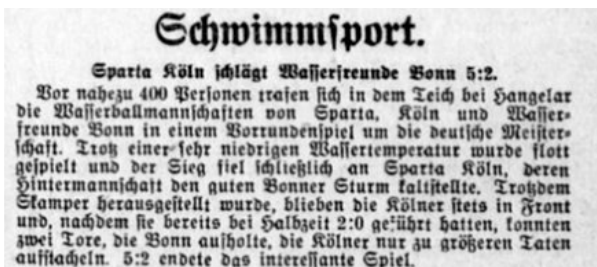 Schwimmsport.
Sparta Köln schlägt Wasserfreunde Bonn 5:2.
Vor nahezu 400 Personen trafen sich in dem Teich bei Hangelar
die Wasserballmannschaften von Sparta, Köln und Wasser-
freunde Bonn in einem Vorrundenspiel um die deutsche Meister-
schaft. Trotz einer sehr niedrigen Wassertemperatur wurde flott
gespielt und der Sieg fiel schließlich an Sparta Köln, deren
Hintermannschaft den guten Bonner Sturm kaltstellte. Trotzdem
Skamper herausgestellt wurde, blieben die Kölner stets in Front
und, nachdem sie bereits bei Halbzeit 2:0 geführt hatten, konnten
zwei Tore, die Bonn aufholte, die Kölner nur zu größeren Taten
aufstacheln. 5:2 endete das interessante Spiel.